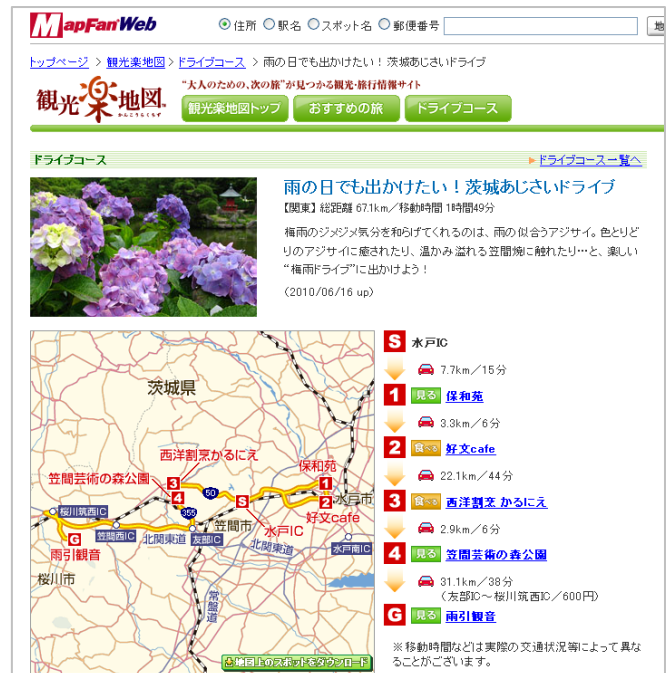 MapFan Web
住所 駅名 スポット名 郵便番号 地
トップページ > 観光楽地図 > ドライブコース > 雨の日でも出かけたい！茨城あじさいドライブ
"大人のための、次の旅"が見つかる観光・旅行情報サイト
観光楽地図
かんこうらくちず
観光楽地図トップ おすすめの旅 ドライブコース
ドライブコース
ドライブコース一覧へ
雨の日でも出かけたい！茨城あじさいドライブ
【関東】総距離 67.1km／移動時間 1時間49分
梅雨のジメジメ気分を和らげてくれるのは、雨の似合うアジサイ。色とりど
りのアジサイに癒されたり、温かみ溢れる笠間焼に触れたり…と、楽しい
“梅雨ドライブ”に出かけよう！
（2010/06/16 up）
S 水戸IC
7.7km／15分
1 見る 保和苑
3.3km／6分
2 食べる 好文cafe
22.1km／44分
3 食べる 西洋割烹 かるにえ
2.9km／6分
4 見る 笠間芸術の森公園
31.1km／38分
（友部IC～桜川筑西IC／600円）
G 見る 雨引観音
※移動時間などは実際の交通状況等によって異な
ることがございます。
茨城県
西洋割烹かるにえ
保和苑
笠間芸術の森公園
3
4
50
S
1
2
水戸市
355
好文cafe
桜川筑西IC
笠間市
水戸IC
G
笠間西IC
北関東道
友部IC
北関東道
水戸南IC
雨引観音
桜川市
常磐道
地図上のスポットをダウンロード